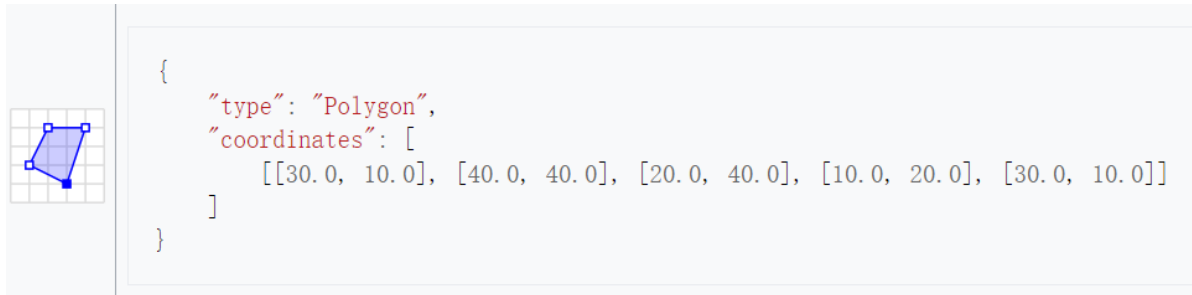 {
"type": "Polygon",
"coordinates": [
[[30.0, 10.0], [40.0, 40.0], [20.0, 40.0], [10.0, 20.0], [30.0, 10.0]]
]
}